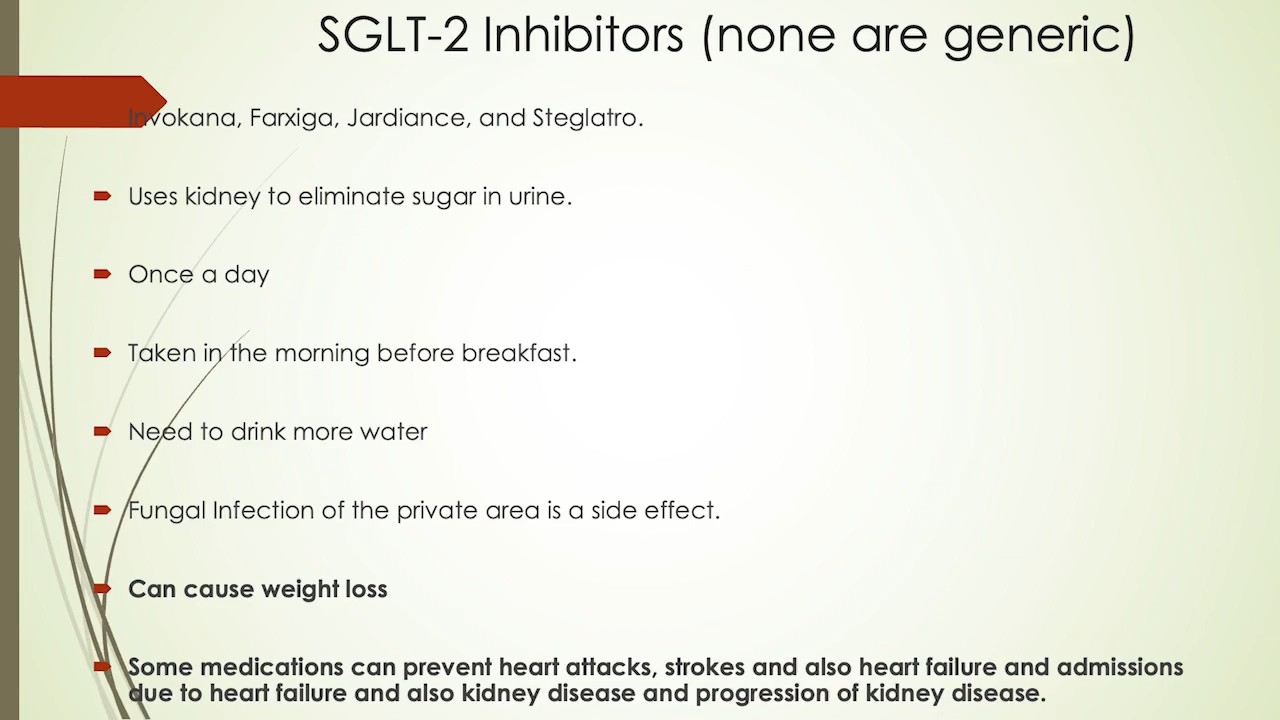 SGLT-2 Inhibitors (none are generic)
Invokana, Farxiga, Jardiance, and Steglatro.
Uses kidney to eliminate sugar in urine.
Once a day
Taken in the morning before breakfast.
Need to drink more water
Fungal Infection of the private area is a side effect.
Can cause weight loss
Some medications can prevent heart attacks, strokes and also heart failure and admissions
due to heart failure and also kidney disease and progression of kidney disease.